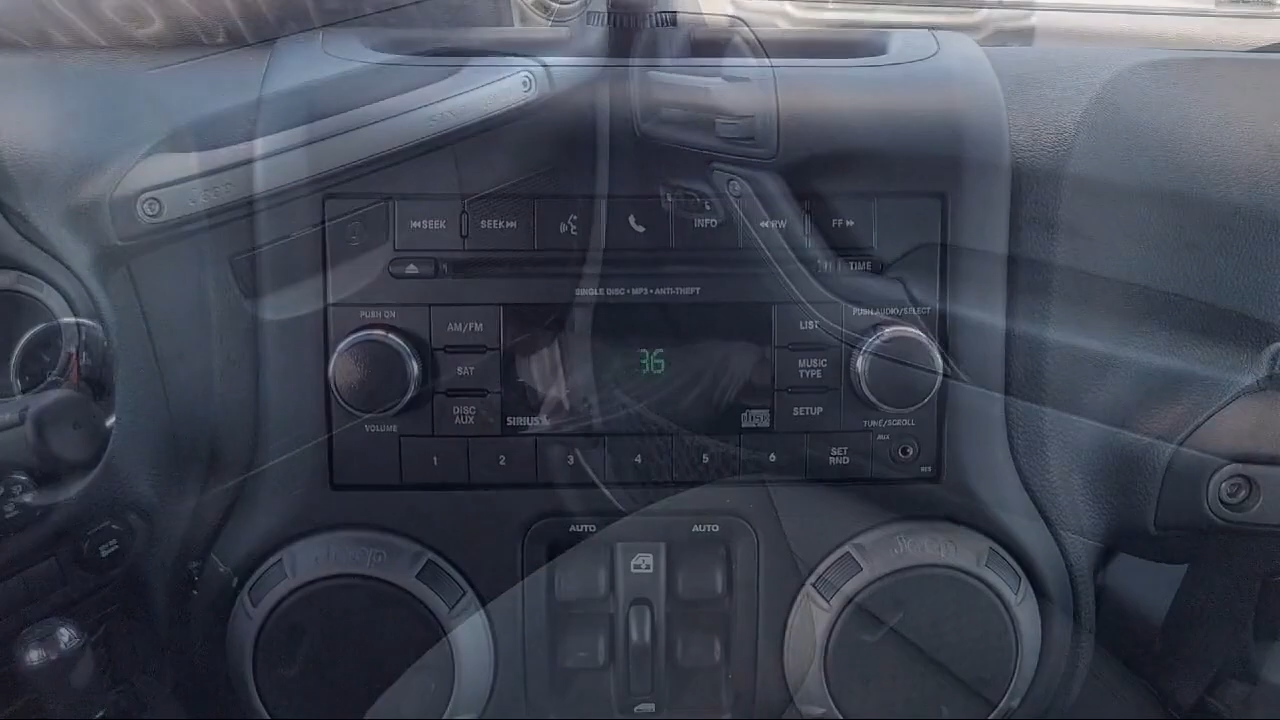 Jeep
SEEK
SEEK
INFO
RW
FF
TIME
SINGLE DISC • MP3 • ANTI-THEFT
PUSH ON
PUSH AUDIO/SELECT
AM/FM
LIST
SAT
36
MUSIC
TYPE
DISC
AUX
SIRIUS
SETUP
VOLUME
TUNE/SCROLL
1
2
3
4
5
6
SET
RND
AUX
AUTO
AUTO
Jeep
Jeep